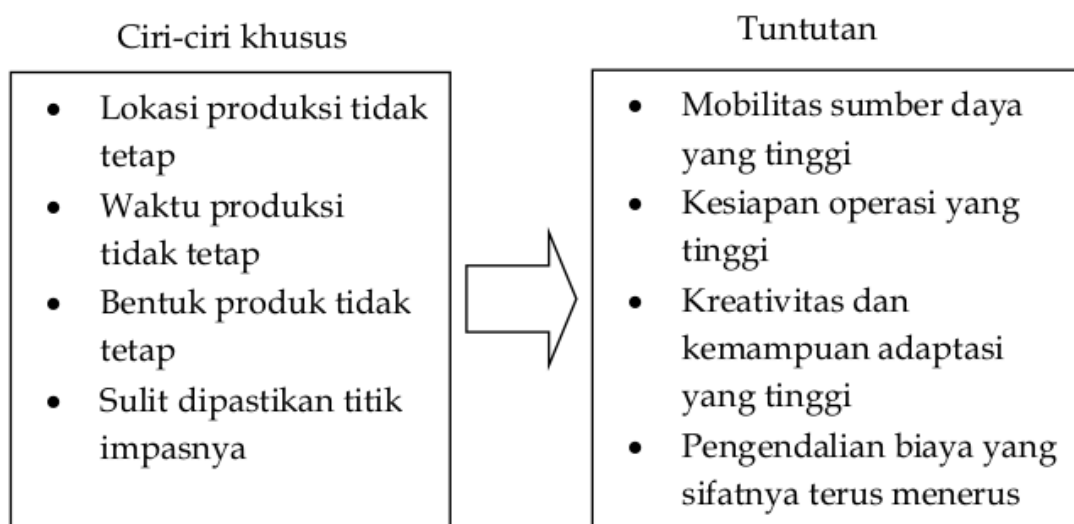 Ciri-ciri khusus
• Lokasi produksi tidak
tetap
• Waktu produksi
tidak tetap
• Bentuk produk tidak
tetap
• Sulit dipastikan titik
impasnya
Tuntutan
• Mobilitas sumber daya
yang tinggi
• Kesiapan operasi yang
tinggi
• Kreativitas dan
kemampuan adaptasi
yang tinggi
• Pengendalian biaya yang
sifatnya terus menerus